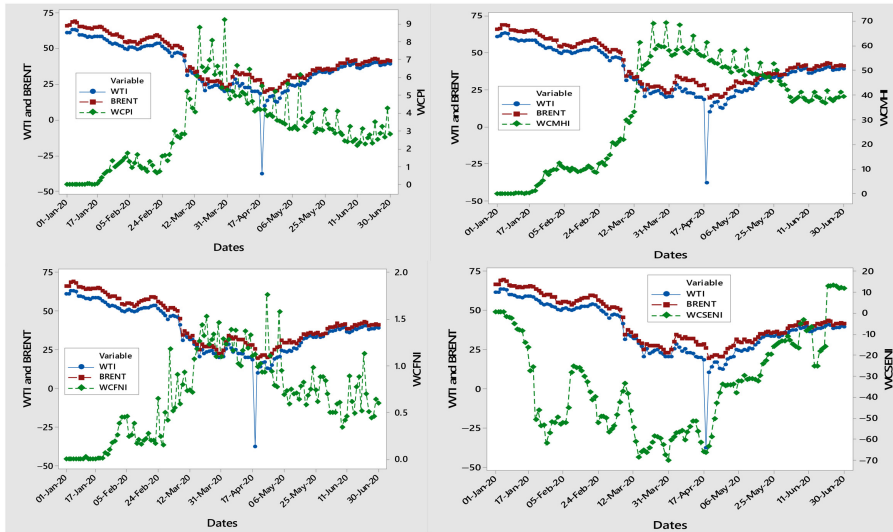 75
50
25
0
−25
−50
WTI and BRENT
9
8
7
6
5
4
3
2
1
0
WCPI
Variable
WTI
BRENT
WCPI
01-Jan-20
17-Jan-20
05-Feb-20
24-Feb-20
12-Mar-20
31-Mar-20
17-Apr-20
06-May-20
25-May-20
11-Jun-20
30-Jun-20
Dates
75
50
25
0
−25
−50
WTI and BRENT
70
60
50
40
30
20
10
0
WCMHI
Variable
WTI
BRENT
WCMHI
01-Jan-20
17-Jan-20
05-Feb-20
24-Feb-20
12-Mar-20
31-Mar-20
17-Apr-20
06-May-20
25-May-20
11-Jun-20
30-Jun-20
Dates
75
50
25
0
−25
−50
WTI and BRENT
2.0
1.5
1.0
0.5
0.0
WCFNI
Variable
WTI
BRENT
WCFNI
01-Jan-20
17-Jan-20
05-Feb-20
24-Feb-20
12-Mar-20
31-Mar-20
17-Apr-20
06-May-20
25-May-20
11-Jun-20
30-Jun-20
Dates
75
50
25
0
−25
−50
WTI and BRENT
20
10
0
−10
−20
−30
−40
−50
−60
−70
WCSENI
Variable
WTI
BRENT
WCSENI
01-Jan-20
17-Jan-20
05-Feb-20
24-Feb-20
12-Mar-20
31-Mar-20
17-Apr-20
06-May-20
25-May-20
11-Jun-20
30-Jun-20
Dates